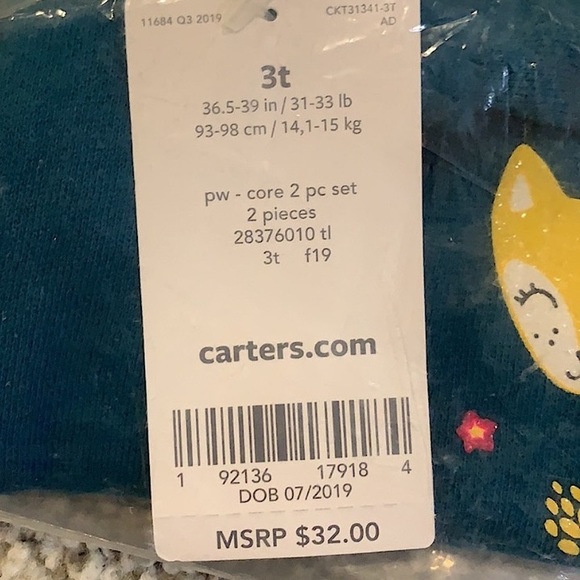 11684 Q3 2019
CKT31341-3T
AD
3t
36.5-39 in / 31-33 lb
93-98 cm / 14,1-15 kg
pw - core 2 pc set
2 pieces
28376010 tl
3t f19
carters.com
1 92136 17918 4
DOB 07/2019
MSRP $32.00